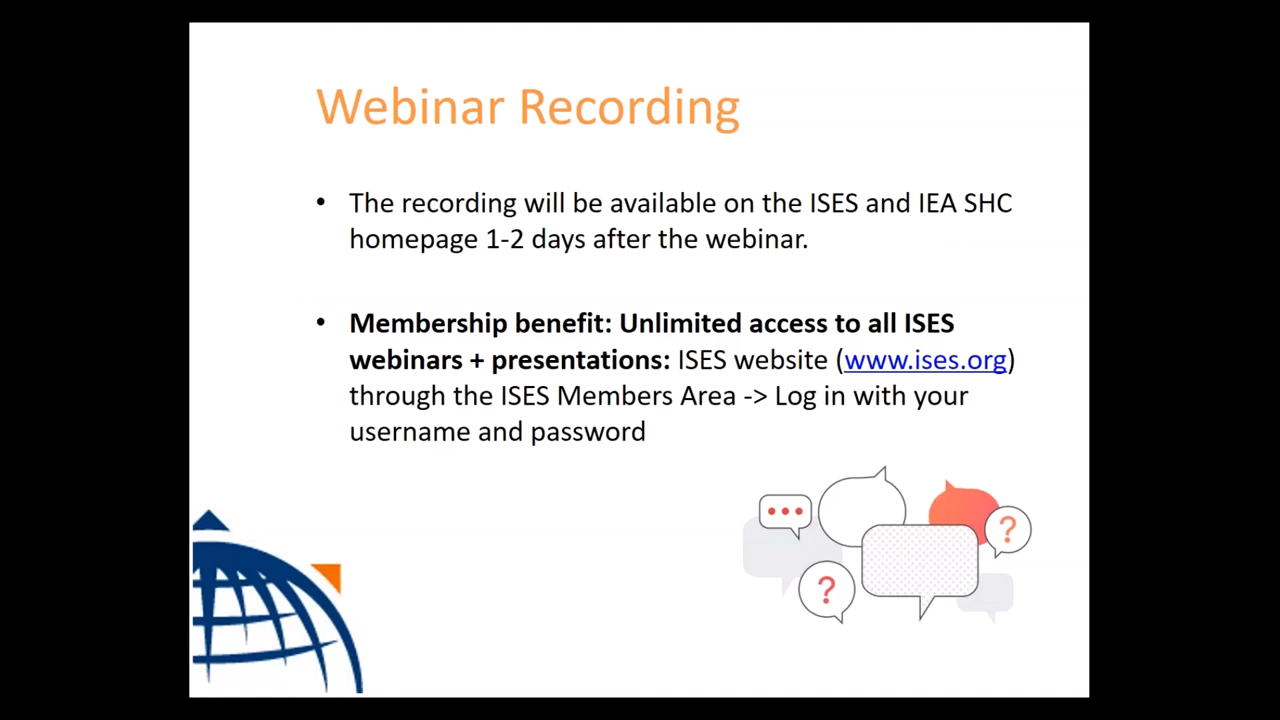 Webinar Recording
• The recording will be available on the ISES and IEA SHC
homepage 1-2 days after the webinar.
• Membership benefit: Unlimited access to all ISES
webinars + presentations: ISES website (www.ises.org)
through the ISES Members Area -> Log in with your
username and password
?
?